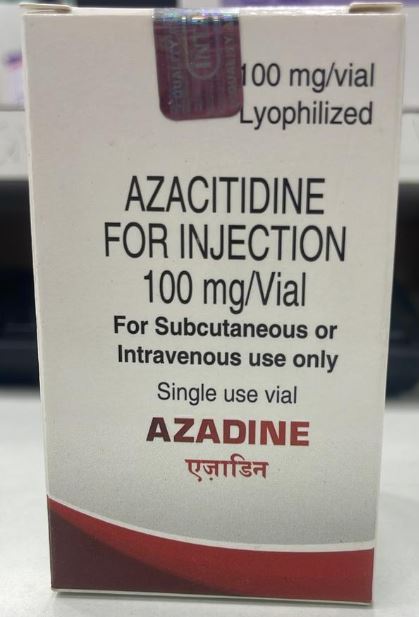 100 mg/vial
Lyophilized
AZACITIDINE
FOR INJECTION
100 mg/Vial
For Subcutaneous or
Intravenous use only
Single use vial
AZADINE
एज़ाडिन